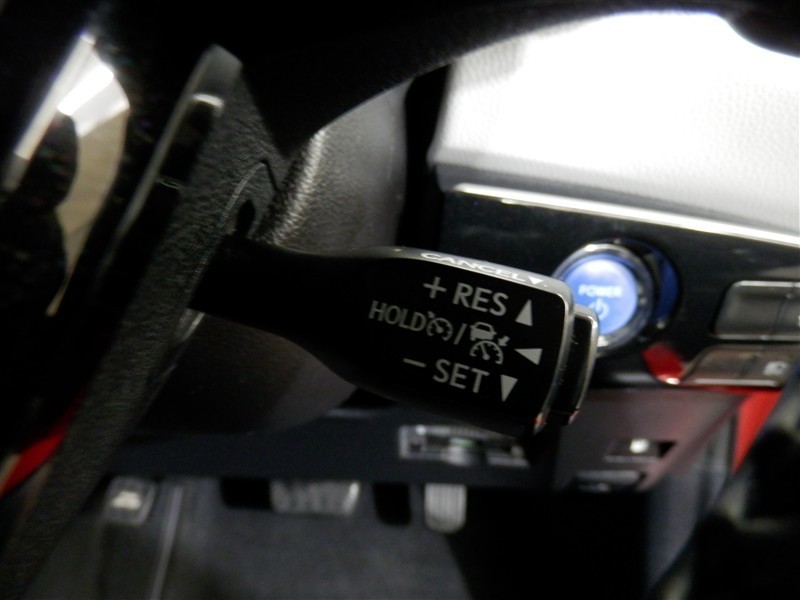 CANCEL▼
+ RES ▲
HOLD / ◀
− SET ▼
POWER